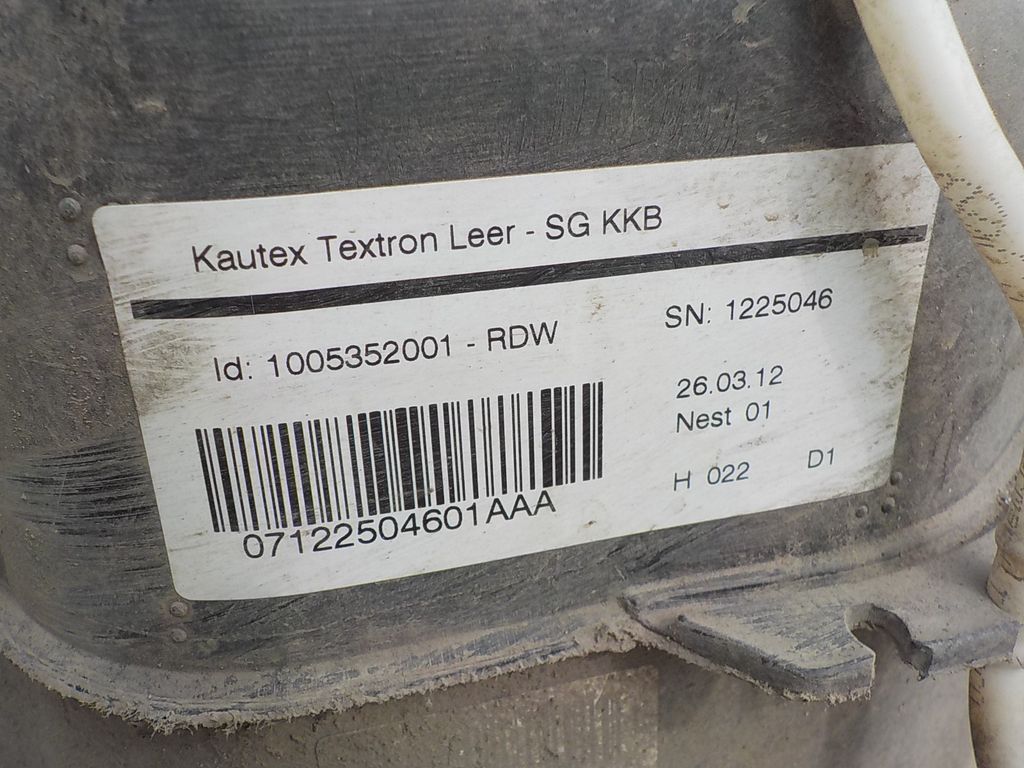 Kautex Textron Leer - SG KKB
Id: 1005352001 - RDW
SN: 1225046
26.03.12
Nest 01
H 022 D1
07122504601AAA